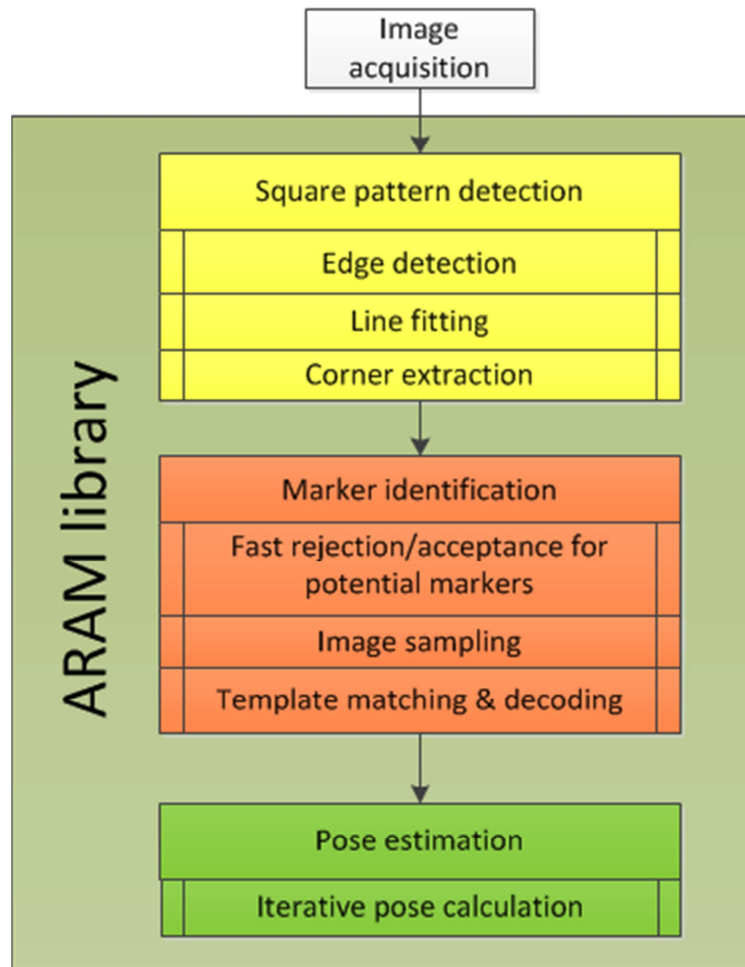 Image
acquisition
ARAM library
Square pattern detection
Edge detection
Line fitting
Corner extraction
Marker identification
Fast rejection/acceptance for
potential markers
Image sampling
Template matching & decoding
Pose estimation
Iterative pose calculation